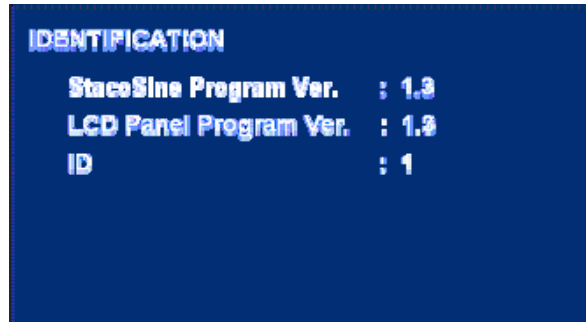 IDENTIFICATION
StacoSine Program Ver. : 1.3
LCD Panel Program Ver. : 1.3
ID : 1